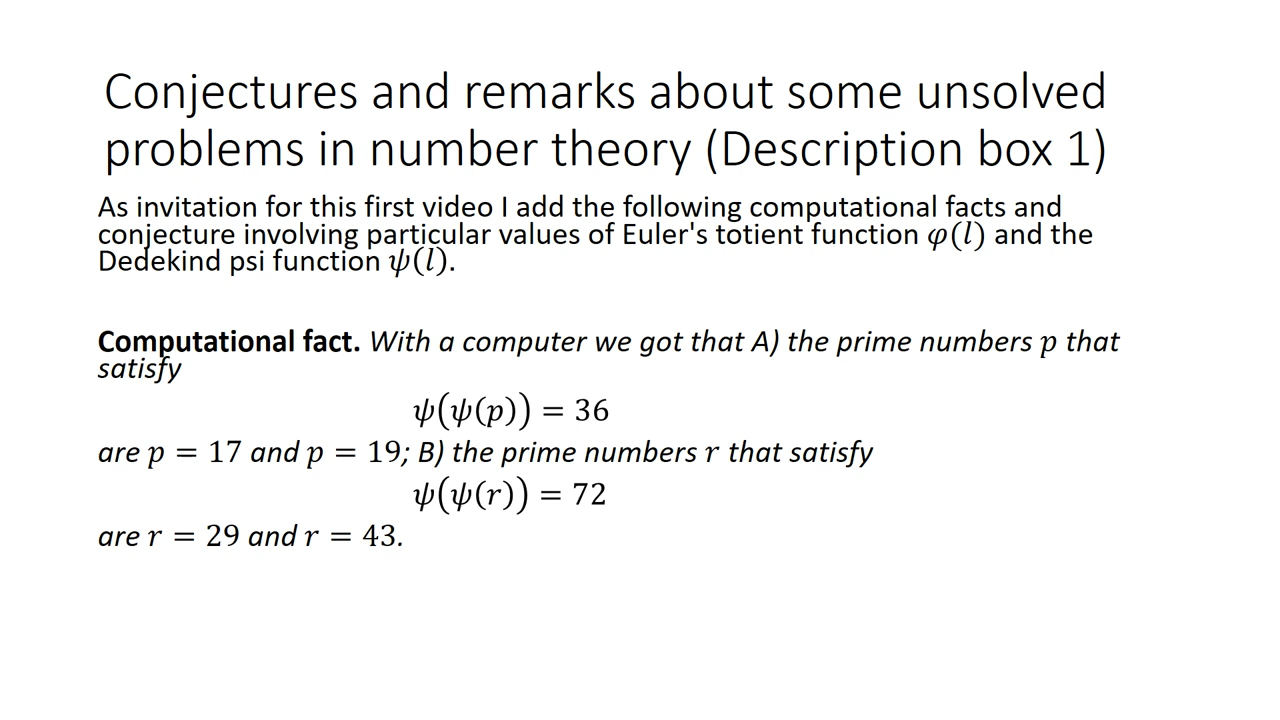 Conjectures and remarks about some unsolved
problems in number theory (Description box 1)
As invitation for this first video I add the following computational facts and
conjecture involving particular values of Euler's totient function φ(l) and the
Dedekind psi function ψ(l).
Computational fact. With a computer we got that A) the prime numbers p that
satisfy
ψ(ψ(p)) = 36
are p = 17 and p = 19; B) the prime numbers r that satisfy
ψ(ψ(r)) = 72
are r = 29 and r = 43.